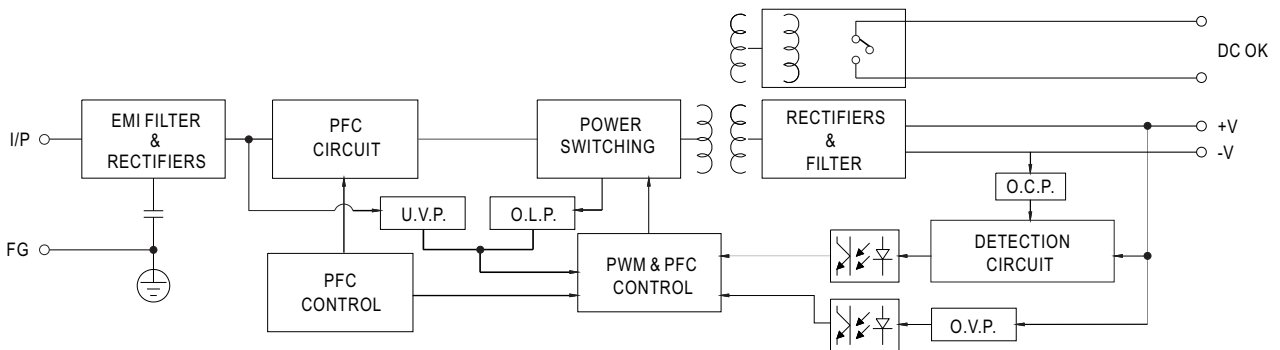 DC OK
I/P
EMI FILTER
&
RECTIFIERS
PFC
CIRCUIT
POWER
SWITCHING
RECTIFIERS
&
FILTER
+V
-V
O.C.P.
U.V.P.
O.L.P.
FG
PFC
CONTROL
PWM & PFC
CONTROL
DETECTION
CIRCUIT
O.V.P.